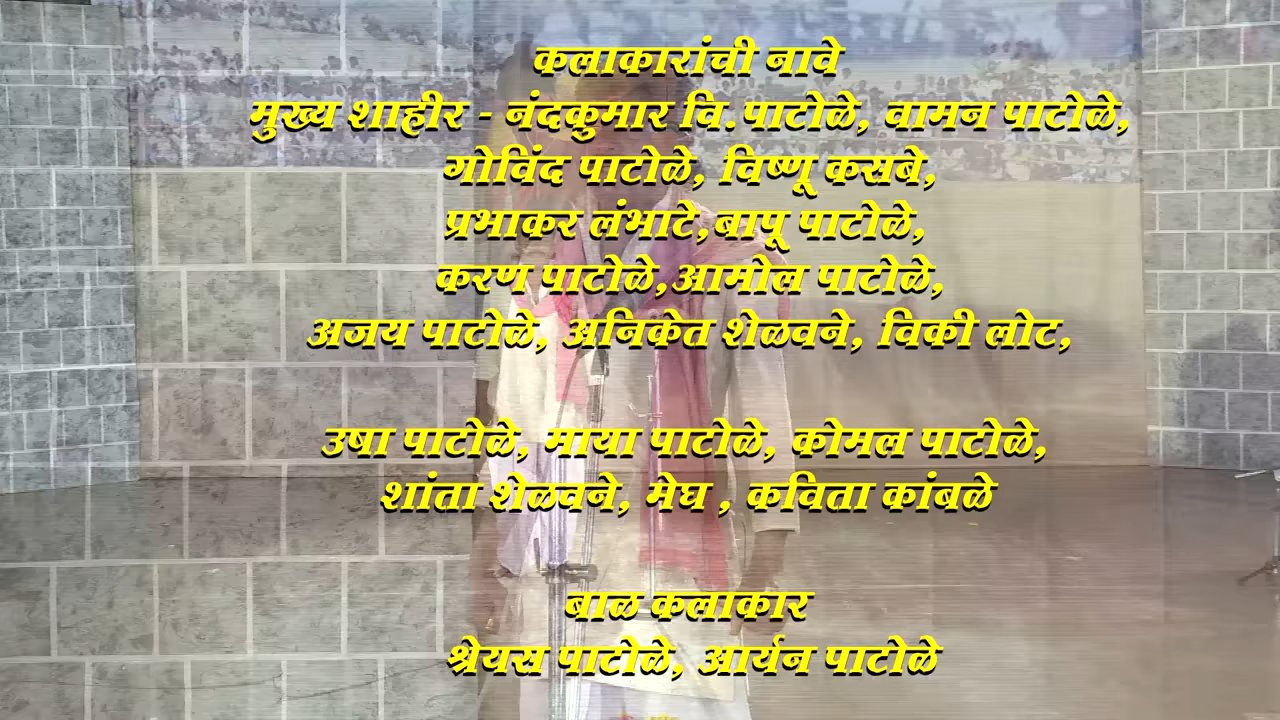 कलाकारांची नावे
मुख्य शाहीर - नंदकुमार वि.पाटोळे, वामन पाटोळे,
गोविंद पाटोळे, विष्णू कसबे,
प्रभाकर लंभाटे,बापू पाटोळे,
करण पाटोळे,आमोल पाटोळे,
अजय पाटोळे, अनिकेत शेळवने, विकी लोट,
उषा पाटोळे, माया पाटोळे, कोमल पाटोळे,
शांता शेळवने, मेघ , कविता कांबळे
बाळ कलाकार
श्रेयस पाटोळे, आर्यन पाटोळे